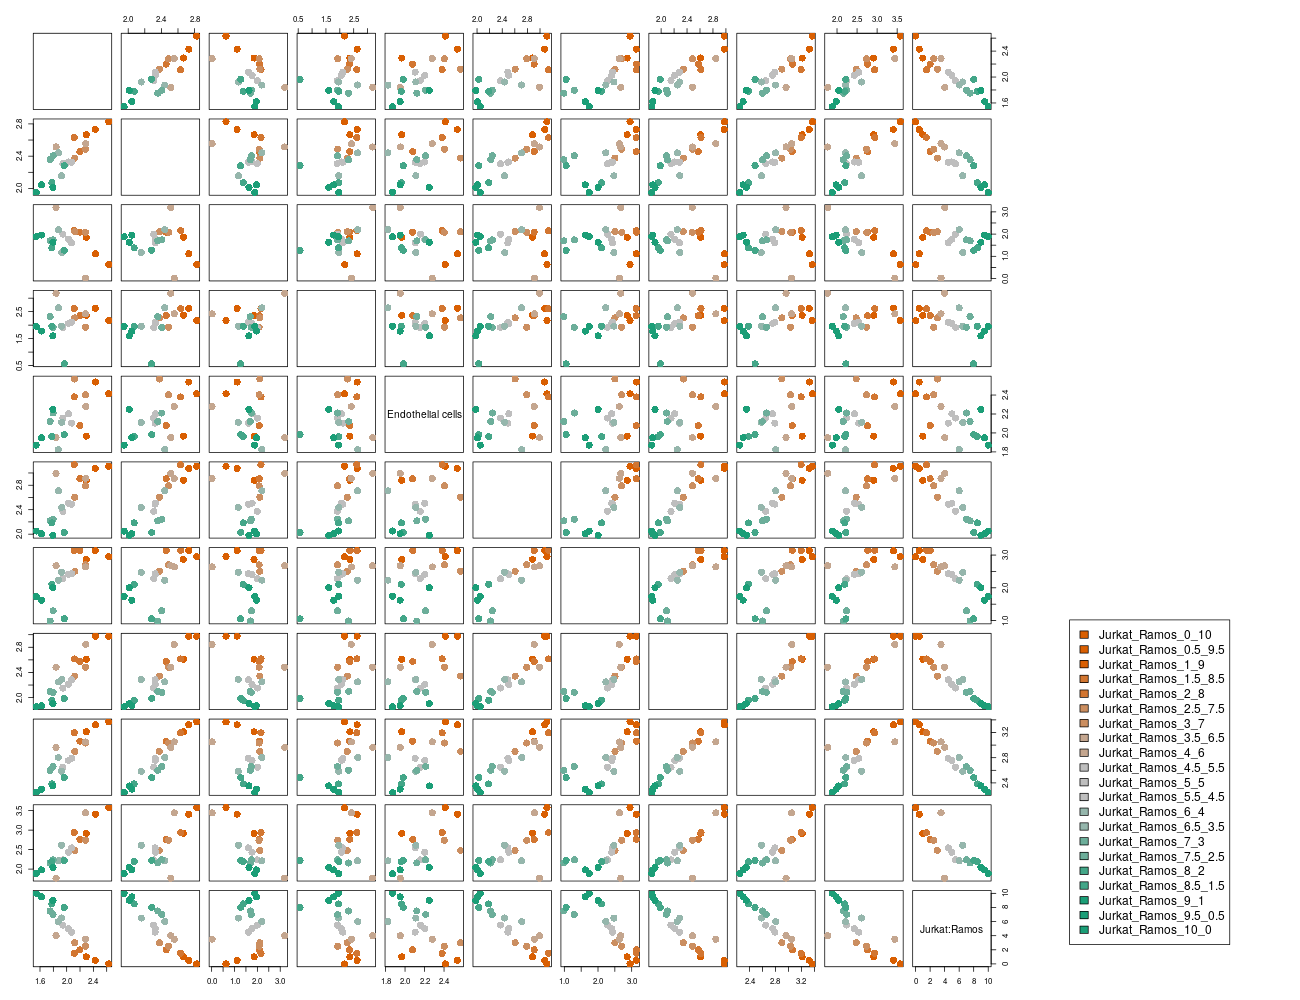 2.0 2.4 2.8
0.5 1.5 2.5
2.0 2.4 2.8
2.0 2.4 2.8
2.0 2.5 3.0 3.5
1.6 2.0 2.4
2.0 2.4 2.8
0.0 1.0 2.0 3.0
0.5 1.5 2.5
Endothelial cells
1.8 2.0 2.2 2.4
2.0 2.4 2.8
1.0 2.0 3.0
2.0 2.4 2.8
2.4 2.8 3.2
2.0 2.5 3.0 3.5
Jurkat:Ramos
0 2 4 6 8 10
1.6 2.0 2.4
0.0 1.0 2.0 3.0
1.8 2.0 2.2 2.4
1.0 2.0 3.0
2.4 2.8 3.2
0 2 4 6 8 10
Jurkat_Ramos_0_10
Jurkat_Ramos_0.5_9.5
Jurkat_Ramos_1_9
Jurkat_Ramos_1.5_8.5
Jurkat_Ramos_2_8
Jurkat_Ramos_2.5_7.5
Jurkat_Ramos_3_7
Jurkat_Ramos_3.5_6.5
Jurkat_Ramos_4_6
Jurkat_Ramos_4.5_5.5
Jurkat_Ramos_5_5
Jurkat_Ramos_5.5_4.5
Jurkat_Ramos_6_4
Jurkat_Ramos_6.5_3.5
Jurkat_Ramos_7_3
Jurkat_Ramos_7.5_2.5
Jurkat_Ramos_8_2
Jurkat_Ramos_8.5_1.5
Jurkat_Ramos_9_1
Jurkat_Ramos_9.5_0.5
Jurkat_Ramos_10_0